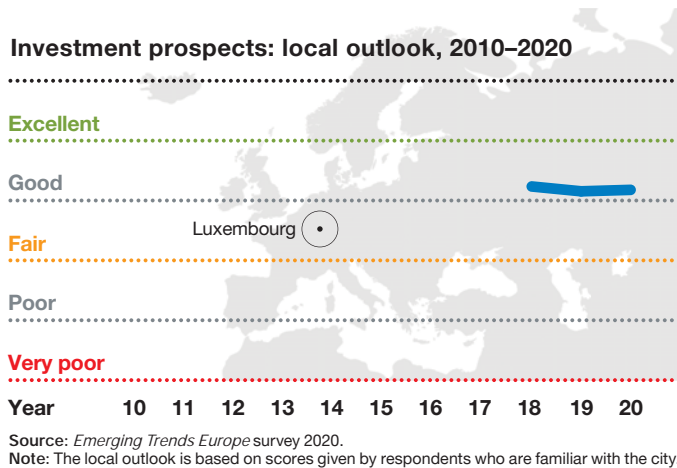 Investment prospects: local outlook, 2010–2020
Excellent
Good
Luxembourg
Fair
Poor
Very poor
Year 10 11 12 13 14 15 16 17 18 19 20
Source: Emerging Trends Europe survey 2020.
Note: The local outlook is based on scores given by respondents who are familiar with the city